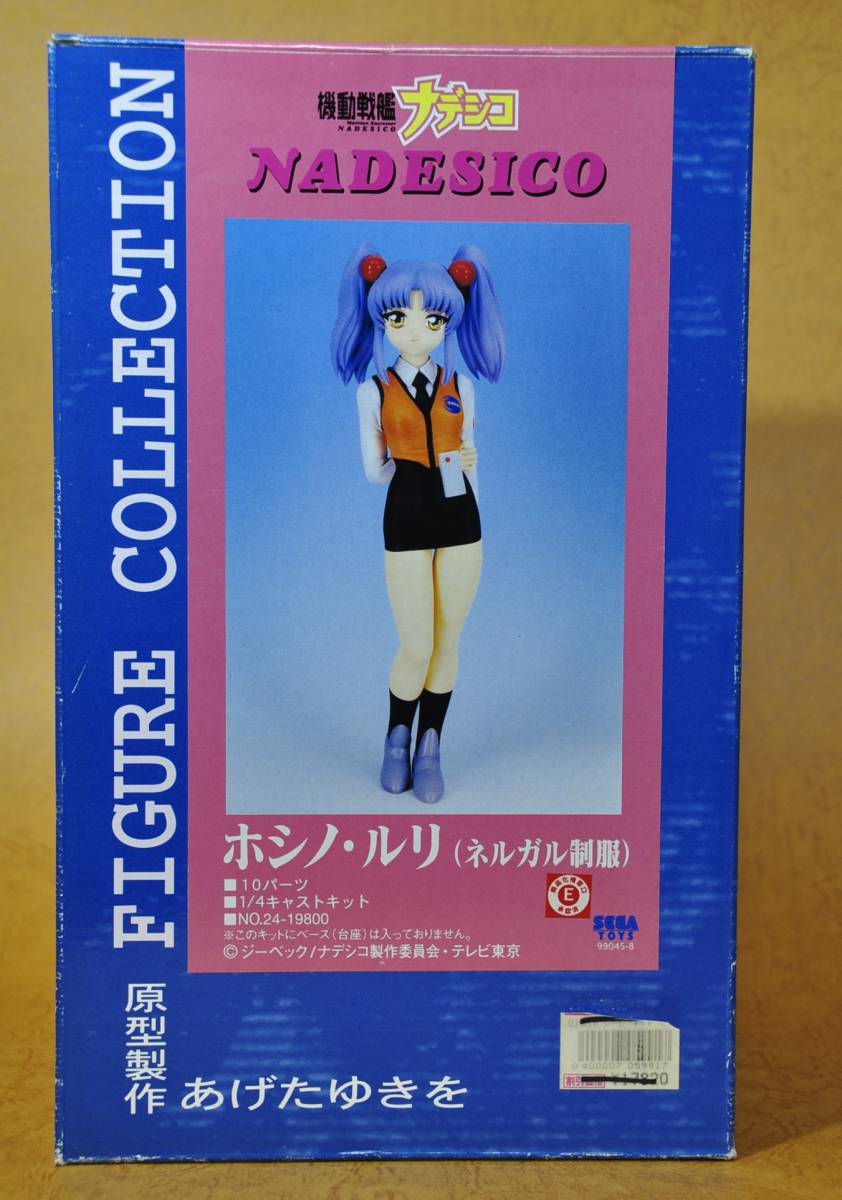 機動戦艦ナデシコ
Martian Successor
NADESICO
NADESICO
FIGURE COLLECTION
ホシノ・ルリ(ネルガル制服)
■10パーツ
■1/4キャストキット
■NO.24-19800
※このキットにベース(台座)は入っておりません。
©ジーベック/ナデシコ製作委員会・テレビ東京
E
SEGA
TOYS
99045-8
原型製作 あげたゆきを
0400007 059917
¥17820